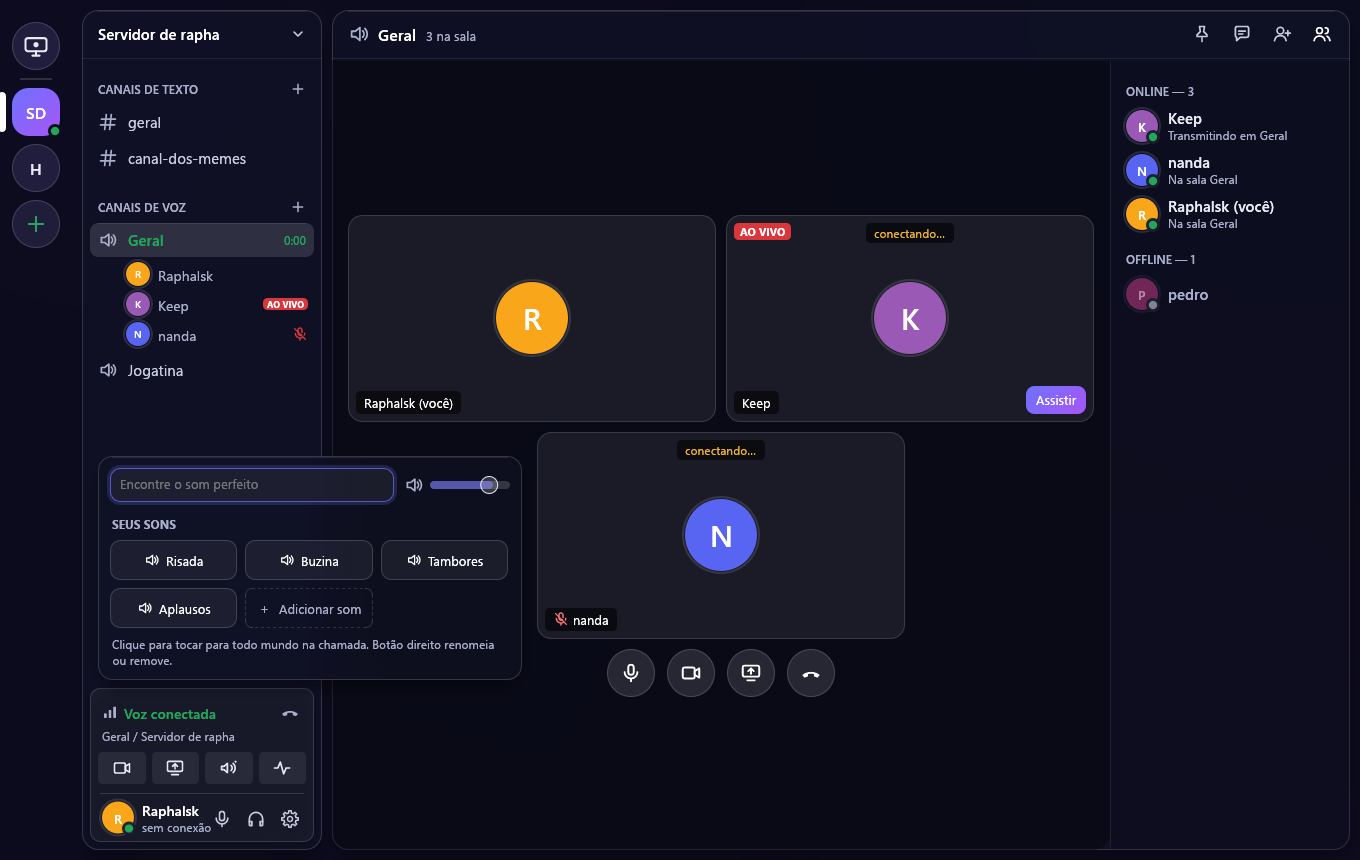 SD
H
Servidor de rapha
CANAIS DE TEXTO
geral
canal-dos-memes
CANAIS DE VOZ
Geral 0:00
R Raphalsk
K Keep AO VIVO
N nanda
Jogatina
Encontre o som perfeito
SEUS SONS
Risada Buzina Tambores
Aplausos + Adicionar som
Clique para tocar para todo mundo na chamada. Botão direito renomeia
ou remove.
Voz conectada
Geral / Servidor de rapha
R Raphalsk
sem conexão
Geral 3 na sala
R
Raphalsk (você)
AO VIVO conectando...
K
Keep Assistir
conectando...
N
nanda
ONLINE — 3
K Keep
Transmitindo em Geral
N nanda
Na sala Geral
R Raphalsk (você)
Na sala Geral
OFFLINE — 1
P pedro